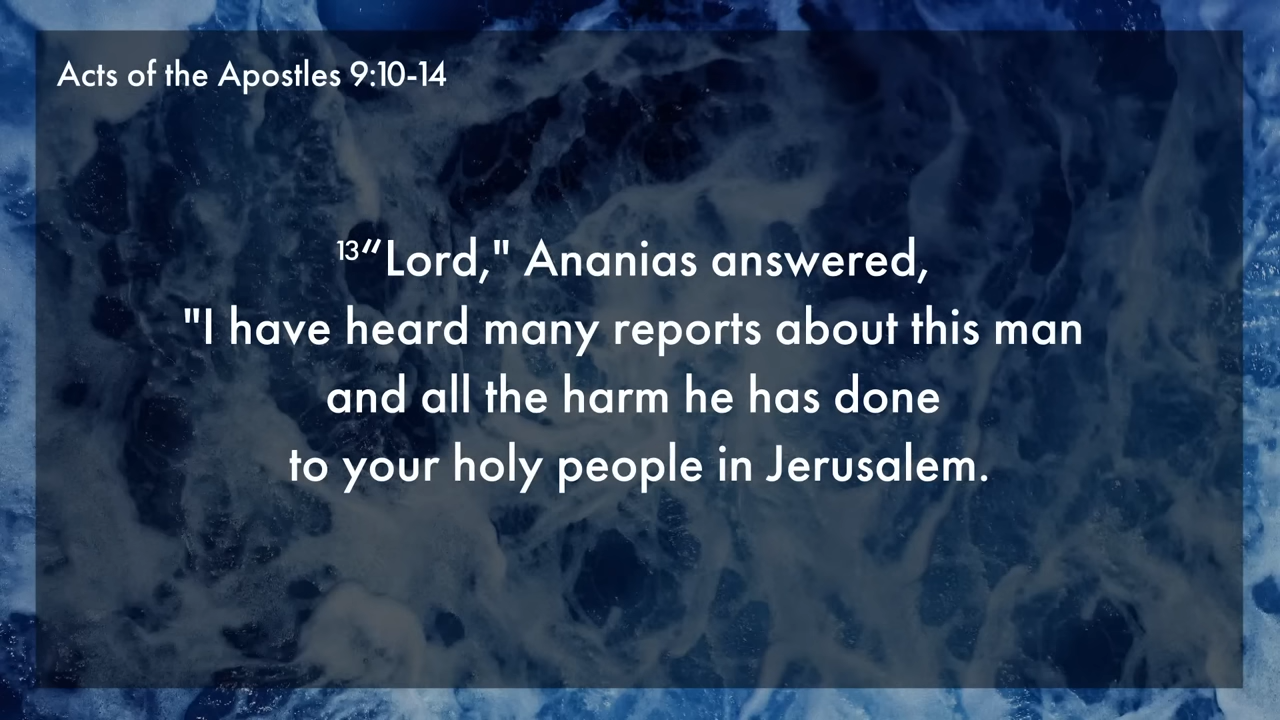 Acts of the Apostles 9:10-14
¹³“Lord," Ananias answered,
"I have heard many reports about this man
and all the harm he has done
to your holy people in Jerusalem.